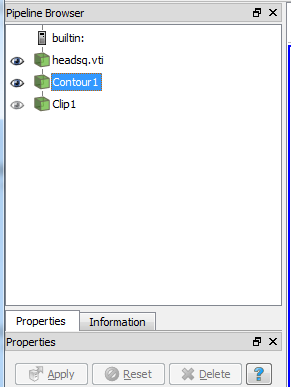 Pipeline Browser
builtin:
headsq.vti
Contour1
Clip1
Properties Information
Properties
Apply Reset Delete ?